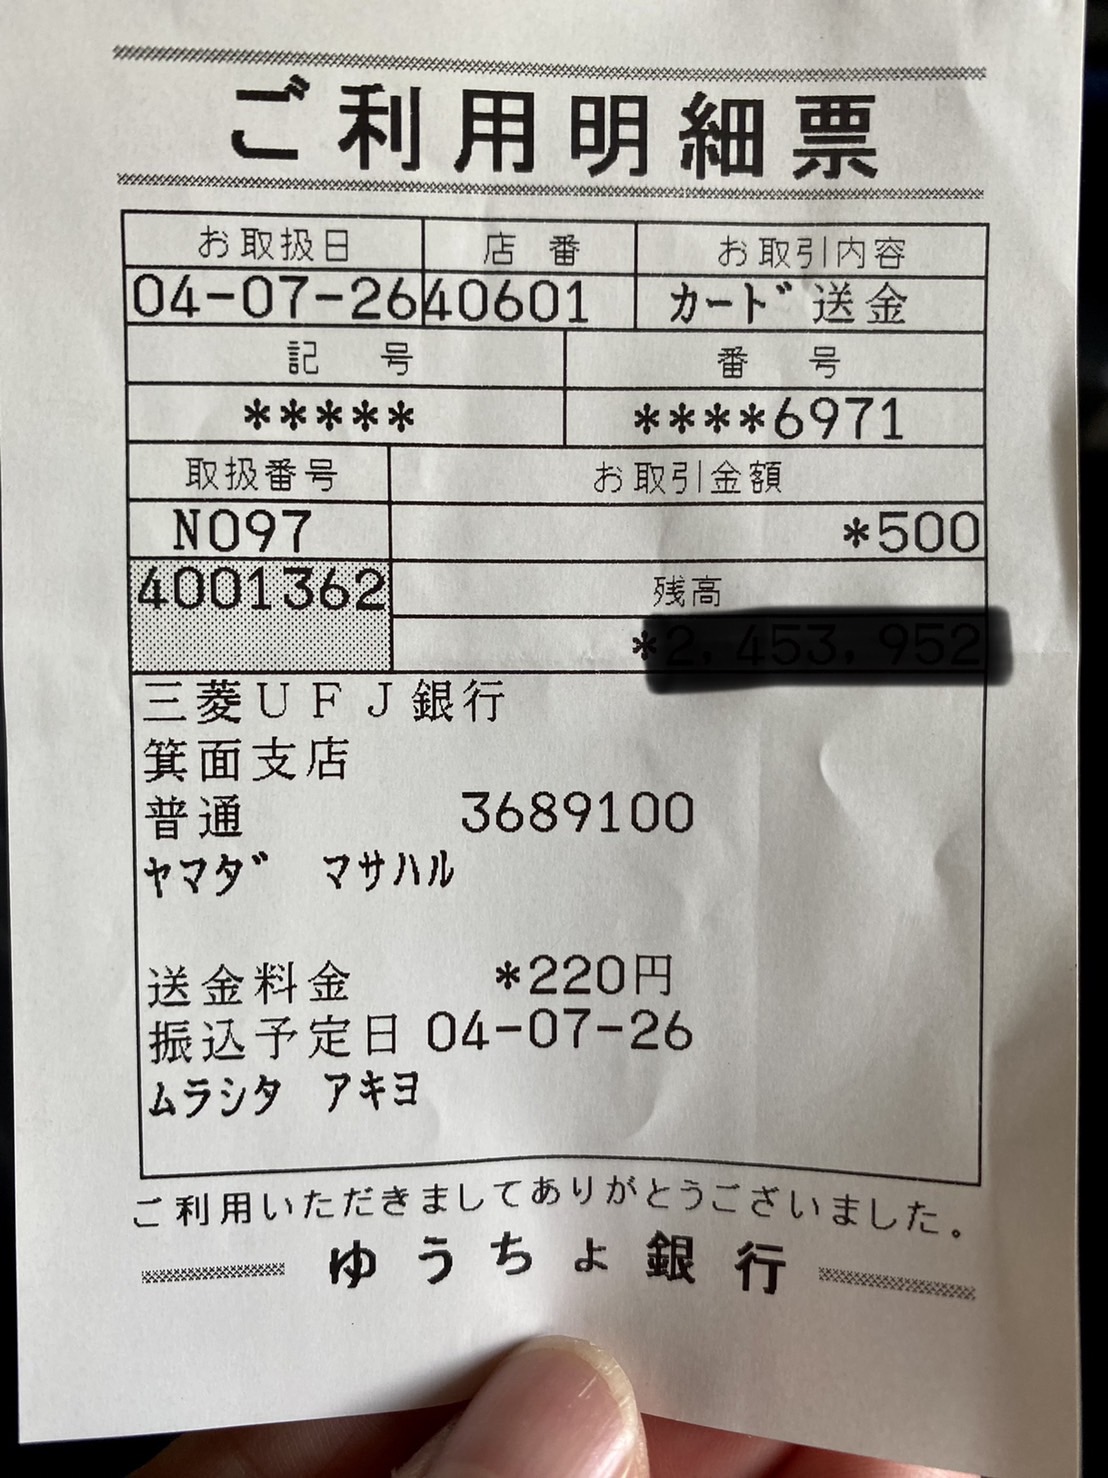 ご利用明細票
お取扱日 店番 お取引内容
04-07-26 40601 カード送金
記号 番号
***** ****6971
取扱番号 お取引金額
N097 *500
4001362 残高
*
三菱UFJ銀行
箕面支店
普通 3689100
ヤマダ マサハル
送金料金 *220円
振込予定日 04-07-26
ムラシタ アキヨ
ご利用いただきましてありがとうございました。
ゆうちょ銀行